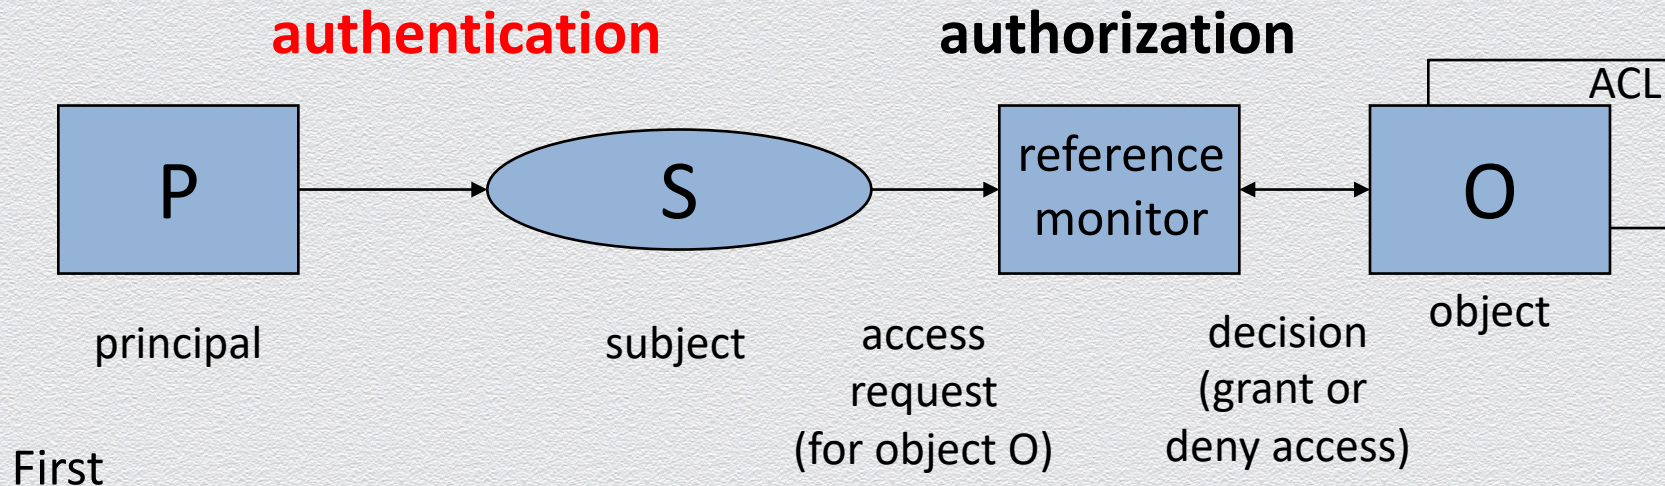 authentication
authorization
ACL
P
S
reference
monitor
O
principal
subject
access
request
(for object O)
decision
(grant or
deny access)
object
First